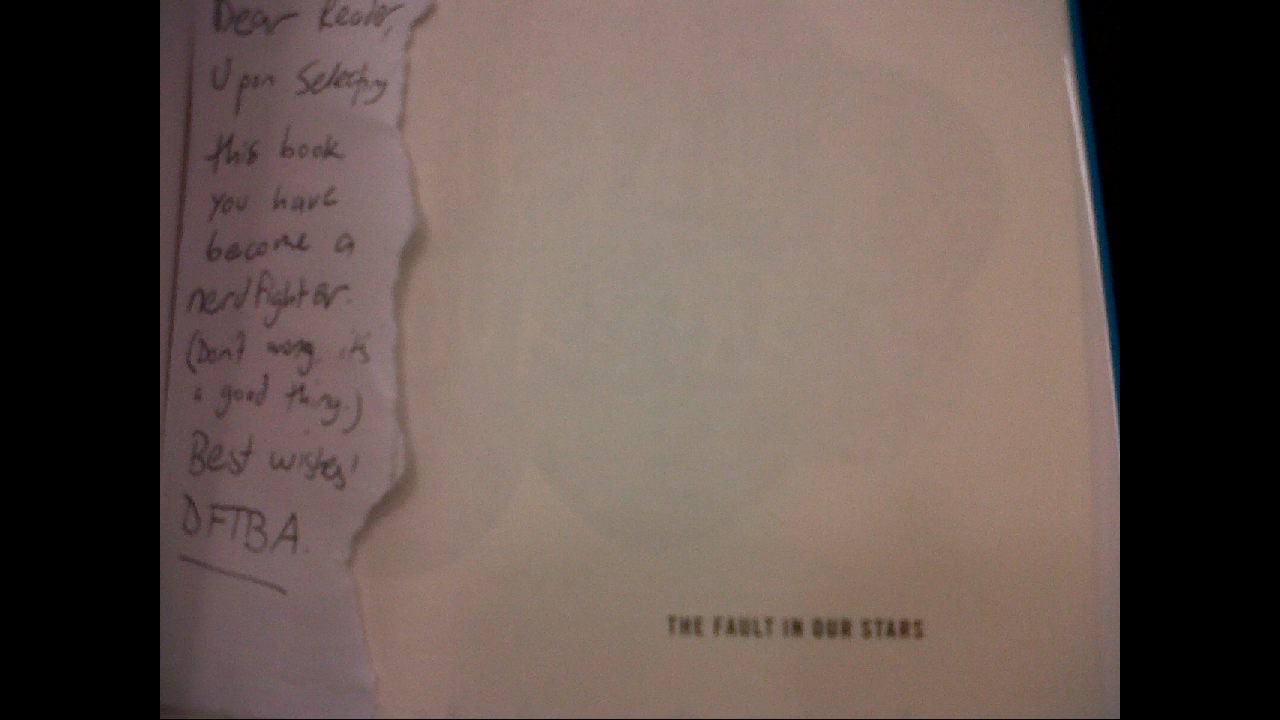 Dear Reader,
Upon Selecting
this book
you have
become a
nerdfighter.
(Don't worry, it's
a good thing.)
Best wishes!
DFTBA.
THE FAULT IN OUR STARS